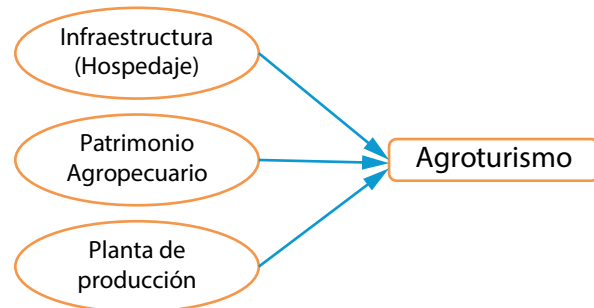 Infraestructura
(Hospedaje)
Patrimonio
Agropecuario
Agroturismo
Planta de
producción